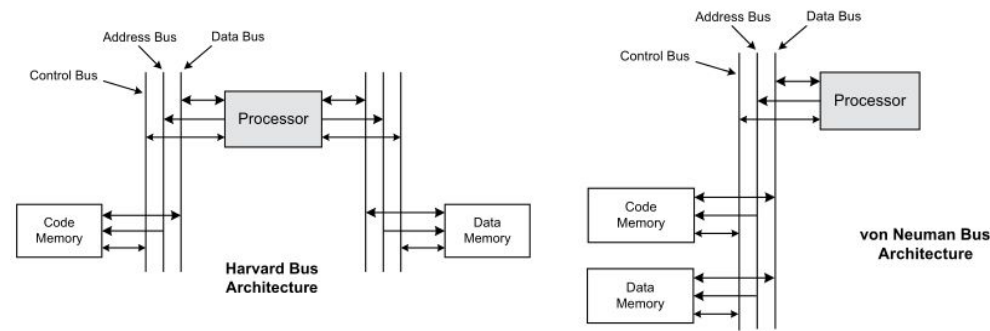 Address Bus
Data Bus
Control Bus
Processor
Code
Memory
Data
Memory
Harvard Bus
Architecture
Address Bus
Data Bus
Control Bus
Processor
Code
Memory
von Neuman Bus
Architecture
Data
Memory